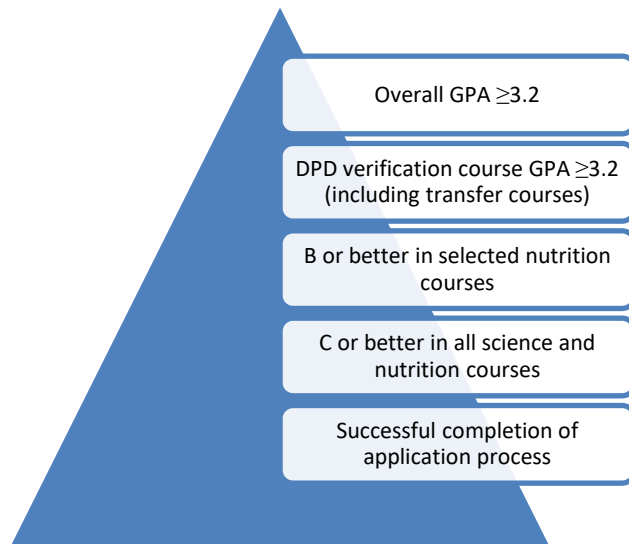 Overall GPA ≥3.2
DPD verification course GPA ≥3.2
(including transfer courses)
B or better in selected nutrition
courses
C or better in all science and
nutrition courses
Successful completion of
application process